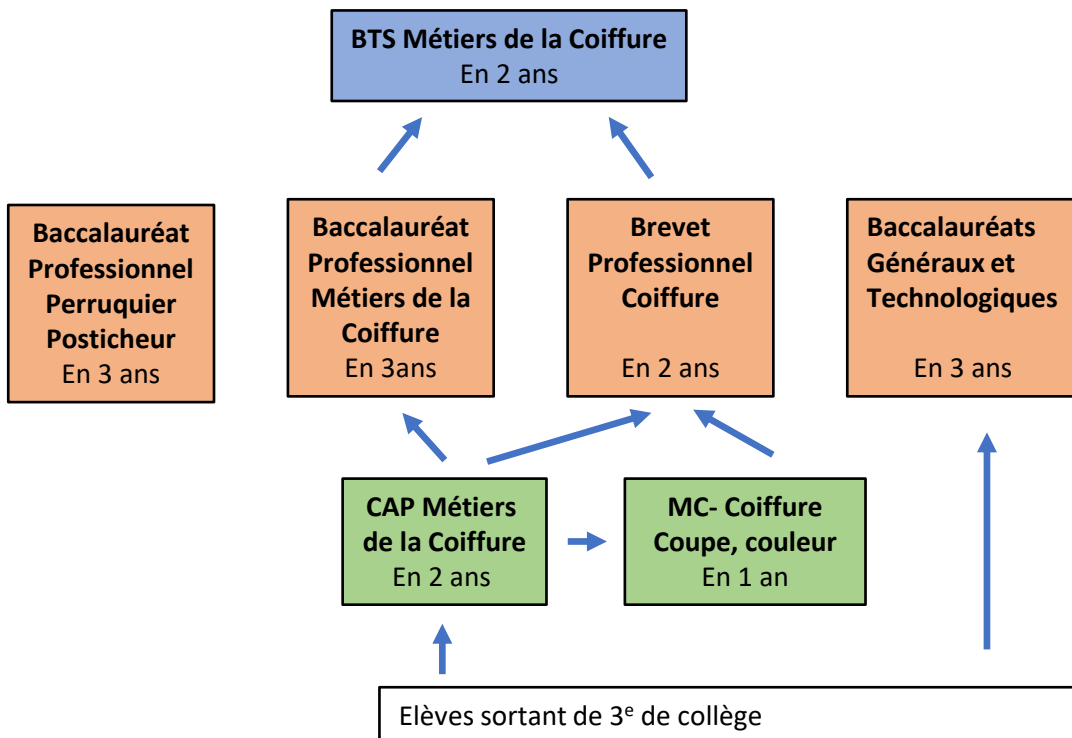 BTS Métiers de la Coiffure
En 2 ans
Baccalauréat
Professionnel
Perruquier
Posticheur
En 3 ans
Baccalauréat
Professionnel
Métiers de la
Coiffure
En 3ans
Brevet
Professionnel
Coiffure
En 2 ans
Baccalauréats
Généraux et
Technologiques
En 3 ans
CAP Métiers
de la Coiffure
En 2 ans
MC- Coiffure
Coupe, couleur
En 1 an
Elèves sortant de 3e de collège